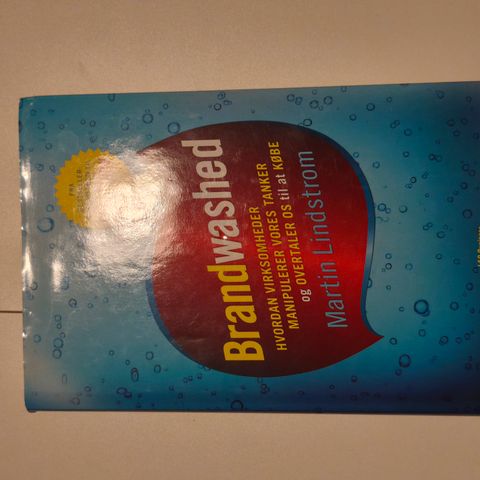 Brandwashed
HVORDAN VIRKSOMHEDER
MANIPULERER VORES TANKER
og OVERTALER OS til at KØBE
Martin Lindstrom